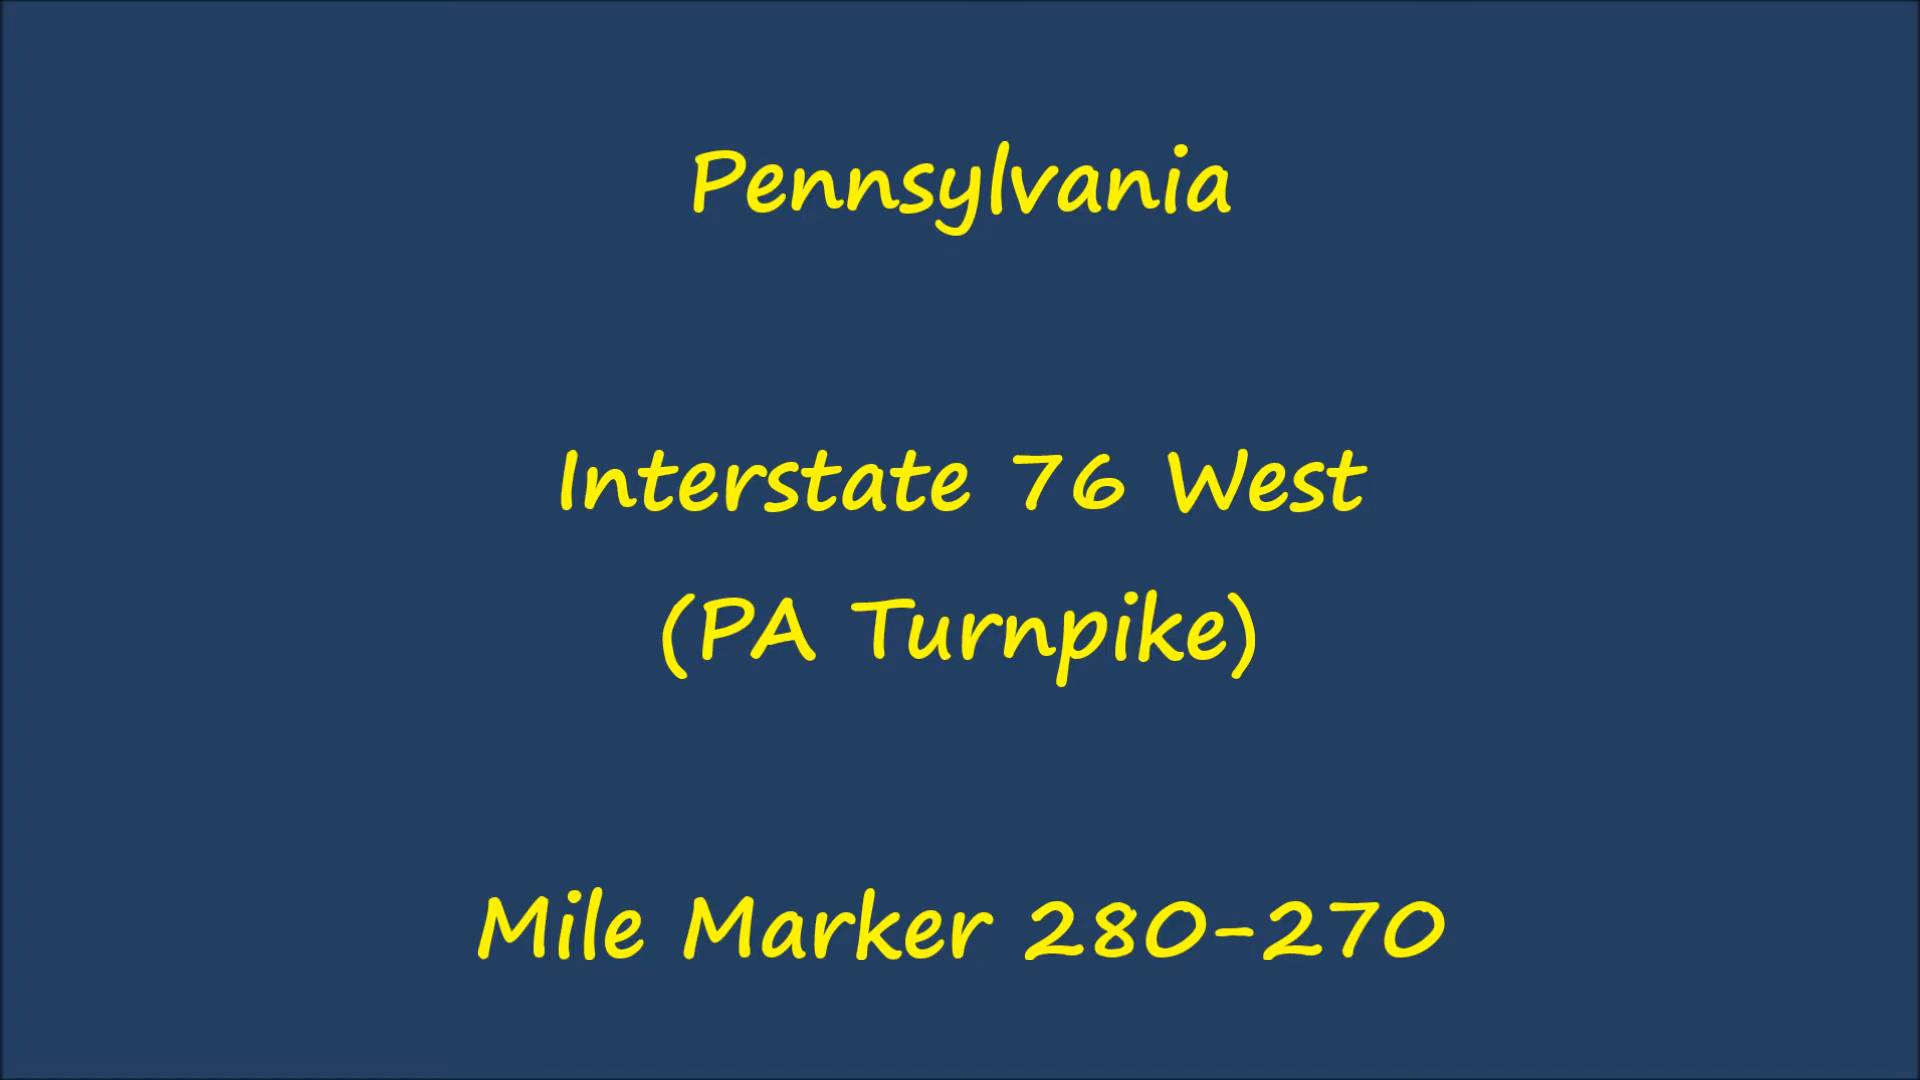 Pennsylvania
Interstate 76 West
(PA Turnpike)
Mile Marker 280-270